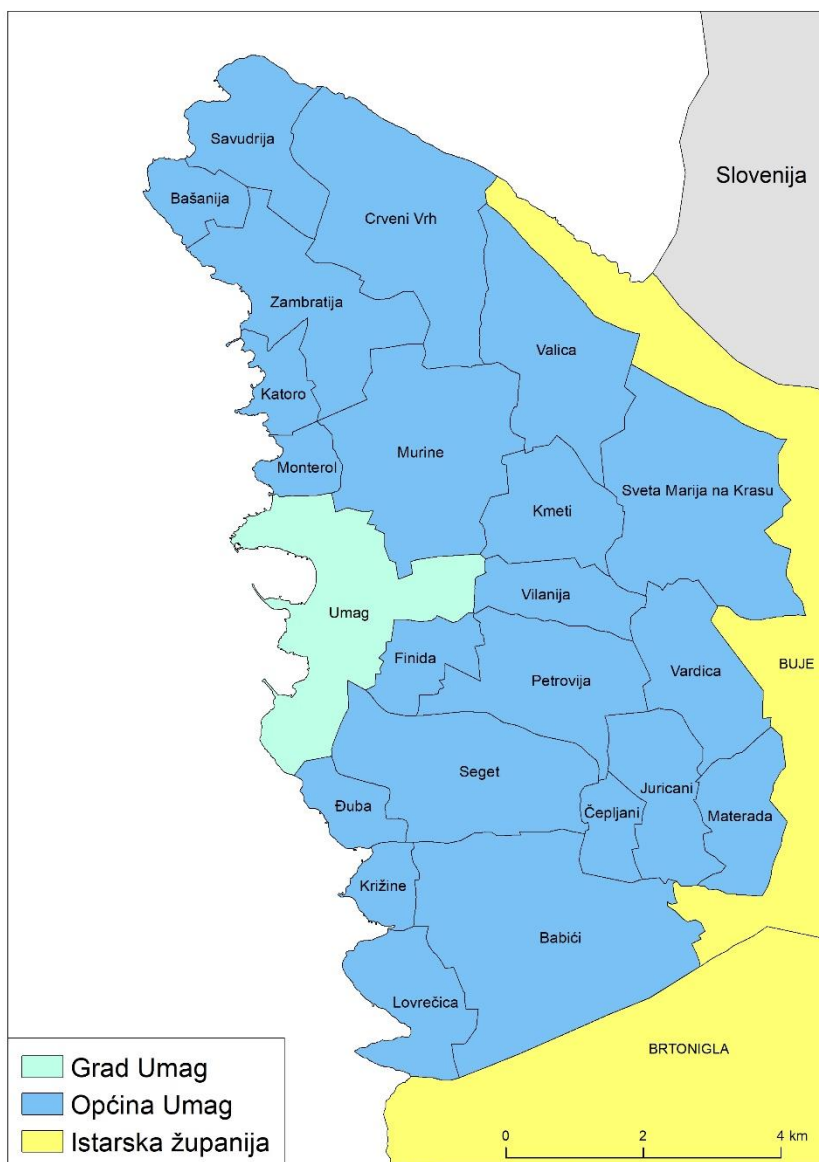 Slovenija
Savudrija
Bašanija
Crveni Vrh
Zambratija
Valica
Katoro
Murine
Monterol
Sveta Marija na Krasu
Kmeti
Vilanija
Umag
Finida
BUJE
Vardica
Petrovija
Seget
Juricani
Đuba
Čepljani
Materada
Križine
Babići
Lovrečica
BRTONIGLA
Grad Umag
Općina Umag
Istarska županija
0 2 4 km